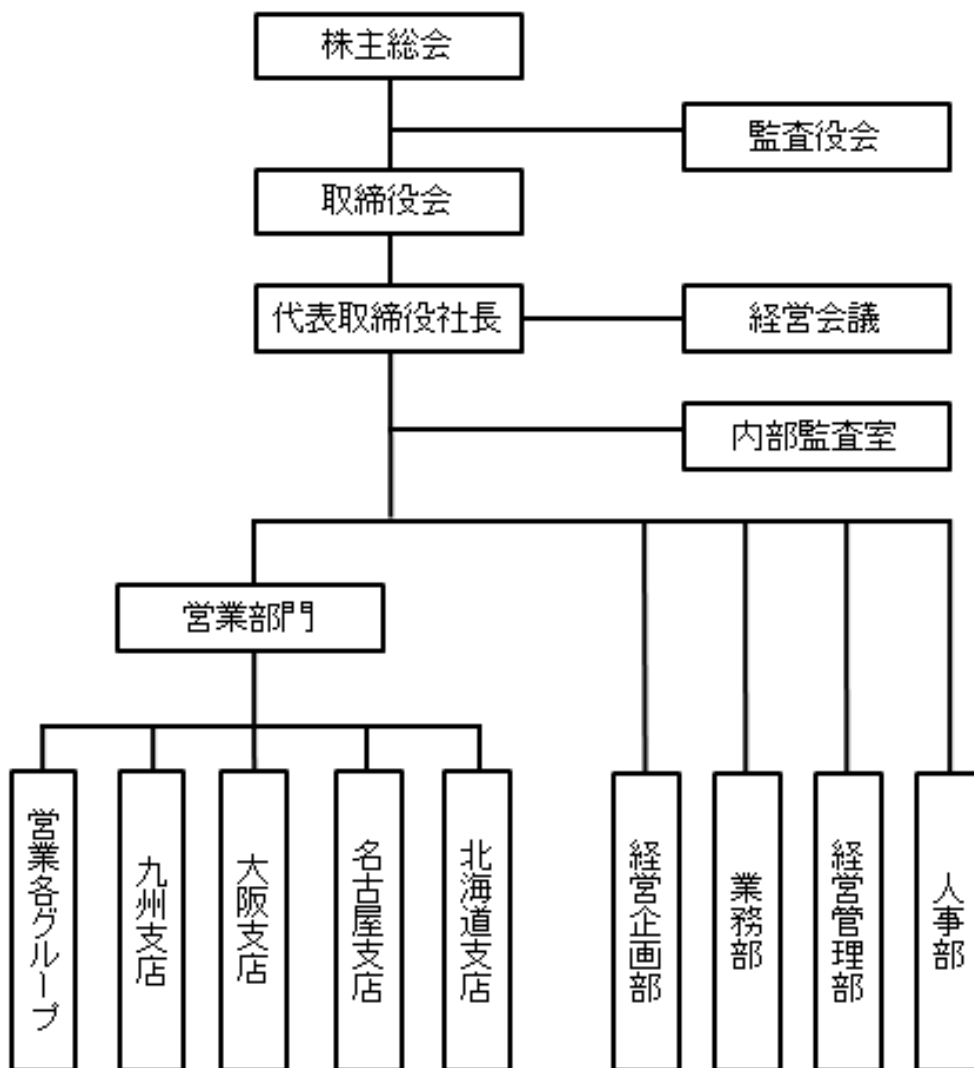 株主総会
監査役会
取締役会
代表取締役社長
経営会議
内部監査室
営業部門
営業各グループ
九州支店
大阪支店
名古屋支店
北海道支店
経営企画部
業務部
経営管理部
人事部